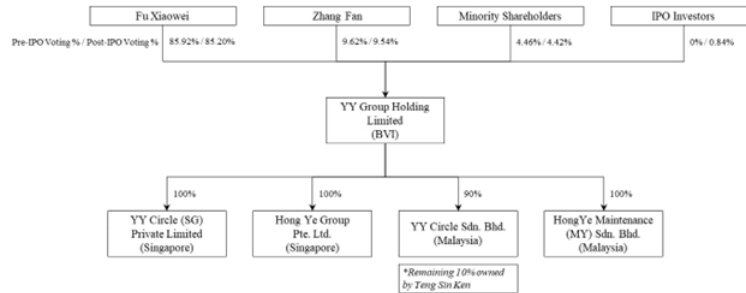 Fu Xiaowei
Zhang Fan
Minority Shareholders
IPO Investors
Pre-IPO Voting % / Post-IPO Voting %
85.92% / 85.20%
9.62% / 9.54%
4.46% / 4.42%
0% / 0.84%
YY Group Holding
Limited
(BVI)
100%
100%
90%
100%
YY Circle (SG)
Private Limited
(Singapore)
Hong Ye Group
Pte. Ltd.
(Singapore)
YY Circle Sdn. Bhd.
(Malaysia)
HongYe Maintenance
(MY) Sdn. Bhd.
(Malaysia)
*Remaining 10% owned
by Teng Sin Ken